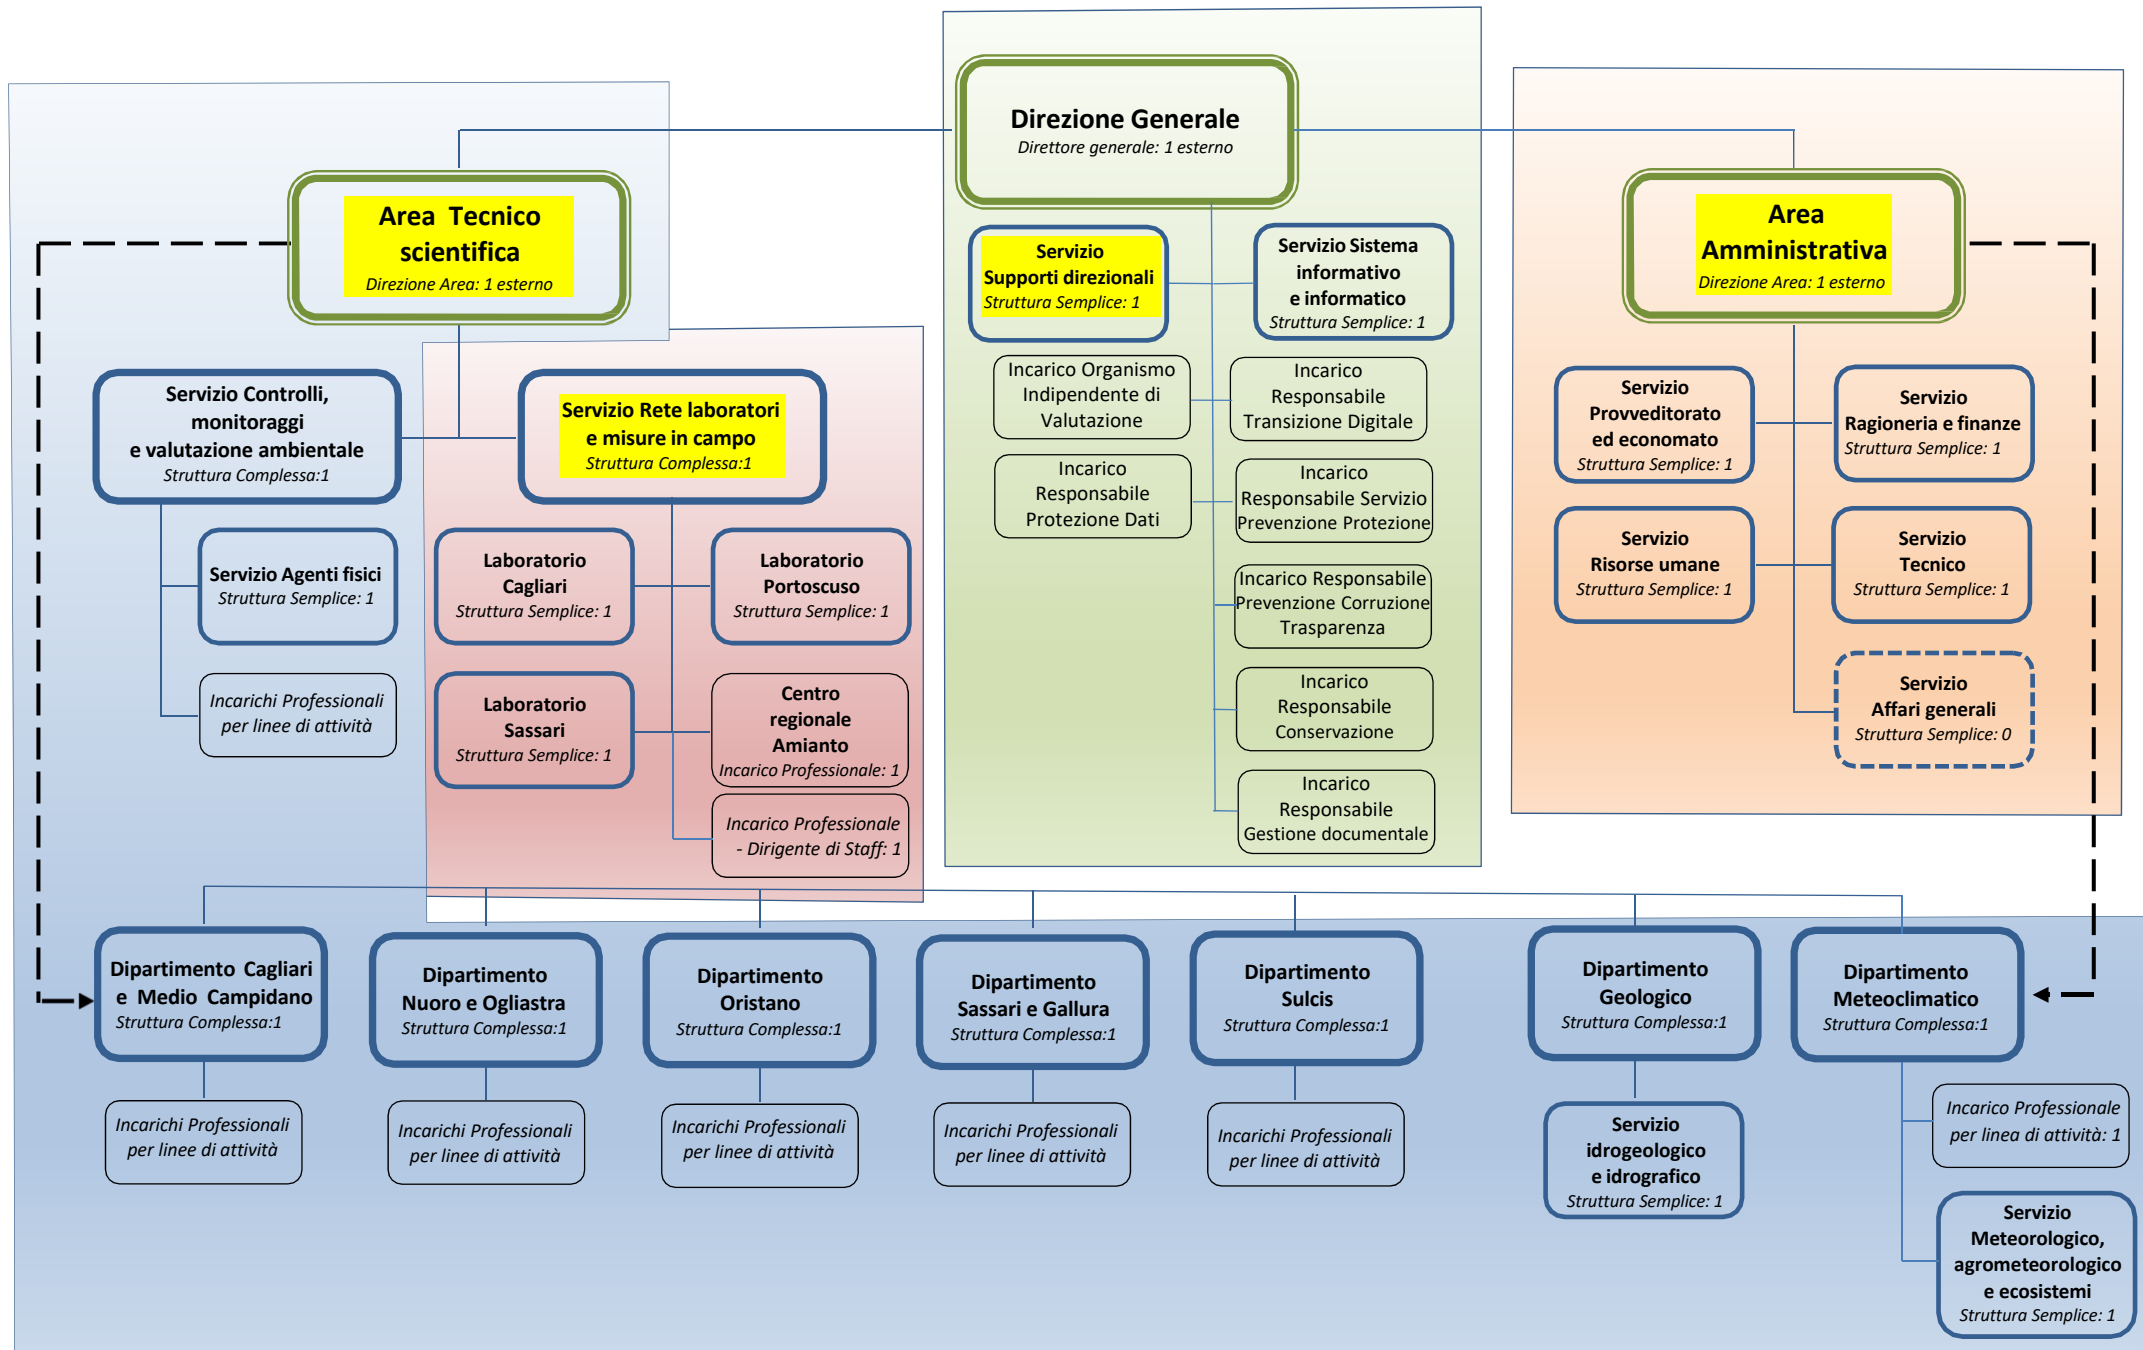 Direzione Generale
Direttore generale: 1 esterno
Area Tecnico
scientifica
Direzione Area: 1 esterno
Area
Amministrativa
Direzione Area: 1 esterno
Servizio
Supporti direzionali
Struttura Semplice: 1
Servizio Sistema
informativo
e informatico
Struttura Semplice: 1
Incarico Organismo
Indipendente di
Valutazione
Incarico
Responsabile
Transizione Digitale
Incarico
Responsabile
Protezione Dati
Incarico
Responsabile Servizio
Prevenzione Protezione
Incarico Responsabile
Prevenzione Corruzione
Trasparenza
Incarico
Responsabile
Conservazione
Incarico
Responsabile
Gestione documentale
Servizio Controlli,
monitoraggi
e valutazione ambientale
Struttura Complessa:1
Servizio Rete laboratori
e misure in campo
Struttura Complessa:1
Servizio Agenti fisici
Struttura Semplice: 1
Incarichi Professionali
per linee di attività
Laboratorio
Cagliari
Struttura Semplice: 1
Laboratorio
Portoscuso
Struttura Semplice: 1
Laboratorio
Sassari
Struttura Semplice: 1
Centro
regionale
Amianto
Incarico Professionale: 1
Incarico Professionale
- Dirigente di Staff: 1
Servizio
Provveditorato
ed economato
Struttura Semplice: 1
Servizio
Ragioneria e finanze
Struttura Semplice: 1
Servizio
Risorse umane
Struttura Semplice: 1
Servizio
Tecnico
Struttura Semplice: 1
Servizio
Affari generali
Struttura Semplice: 0
Dipartimento Cagliari
e Medio Campidano
Struttura Complessa:1
Dipartimento
Nuoro e Ogliastra
Struttura Complessa:1
Dipartimento
Oristano
Struttura Complessa:1
Dipartimento
Sassari e Gallura
Struttura Complessa:1
Dipartimento
Sulcis
Struttura Complessa:1
Dipartimento
Geologico
Struttura Complessa:1
Dipartimento
Meteoclimatico
Struttura Complessa:1
Incarichi Professionali
per linee di attività
Incarichi Professionali
per linee di attività
Incarichi Professionali
per linee di attività
Incarichi Professionali
per linee di attività
Incarichi Professionali
per linee di attività
Servizio
idrogeologico
e idrografico
Struttura Semplice: 1
Incarico Professionale
per linea di attività: 1
Servizio
Meteorologico,
agrometeorologico
e ecosistemi
Struttura Semplice: 1